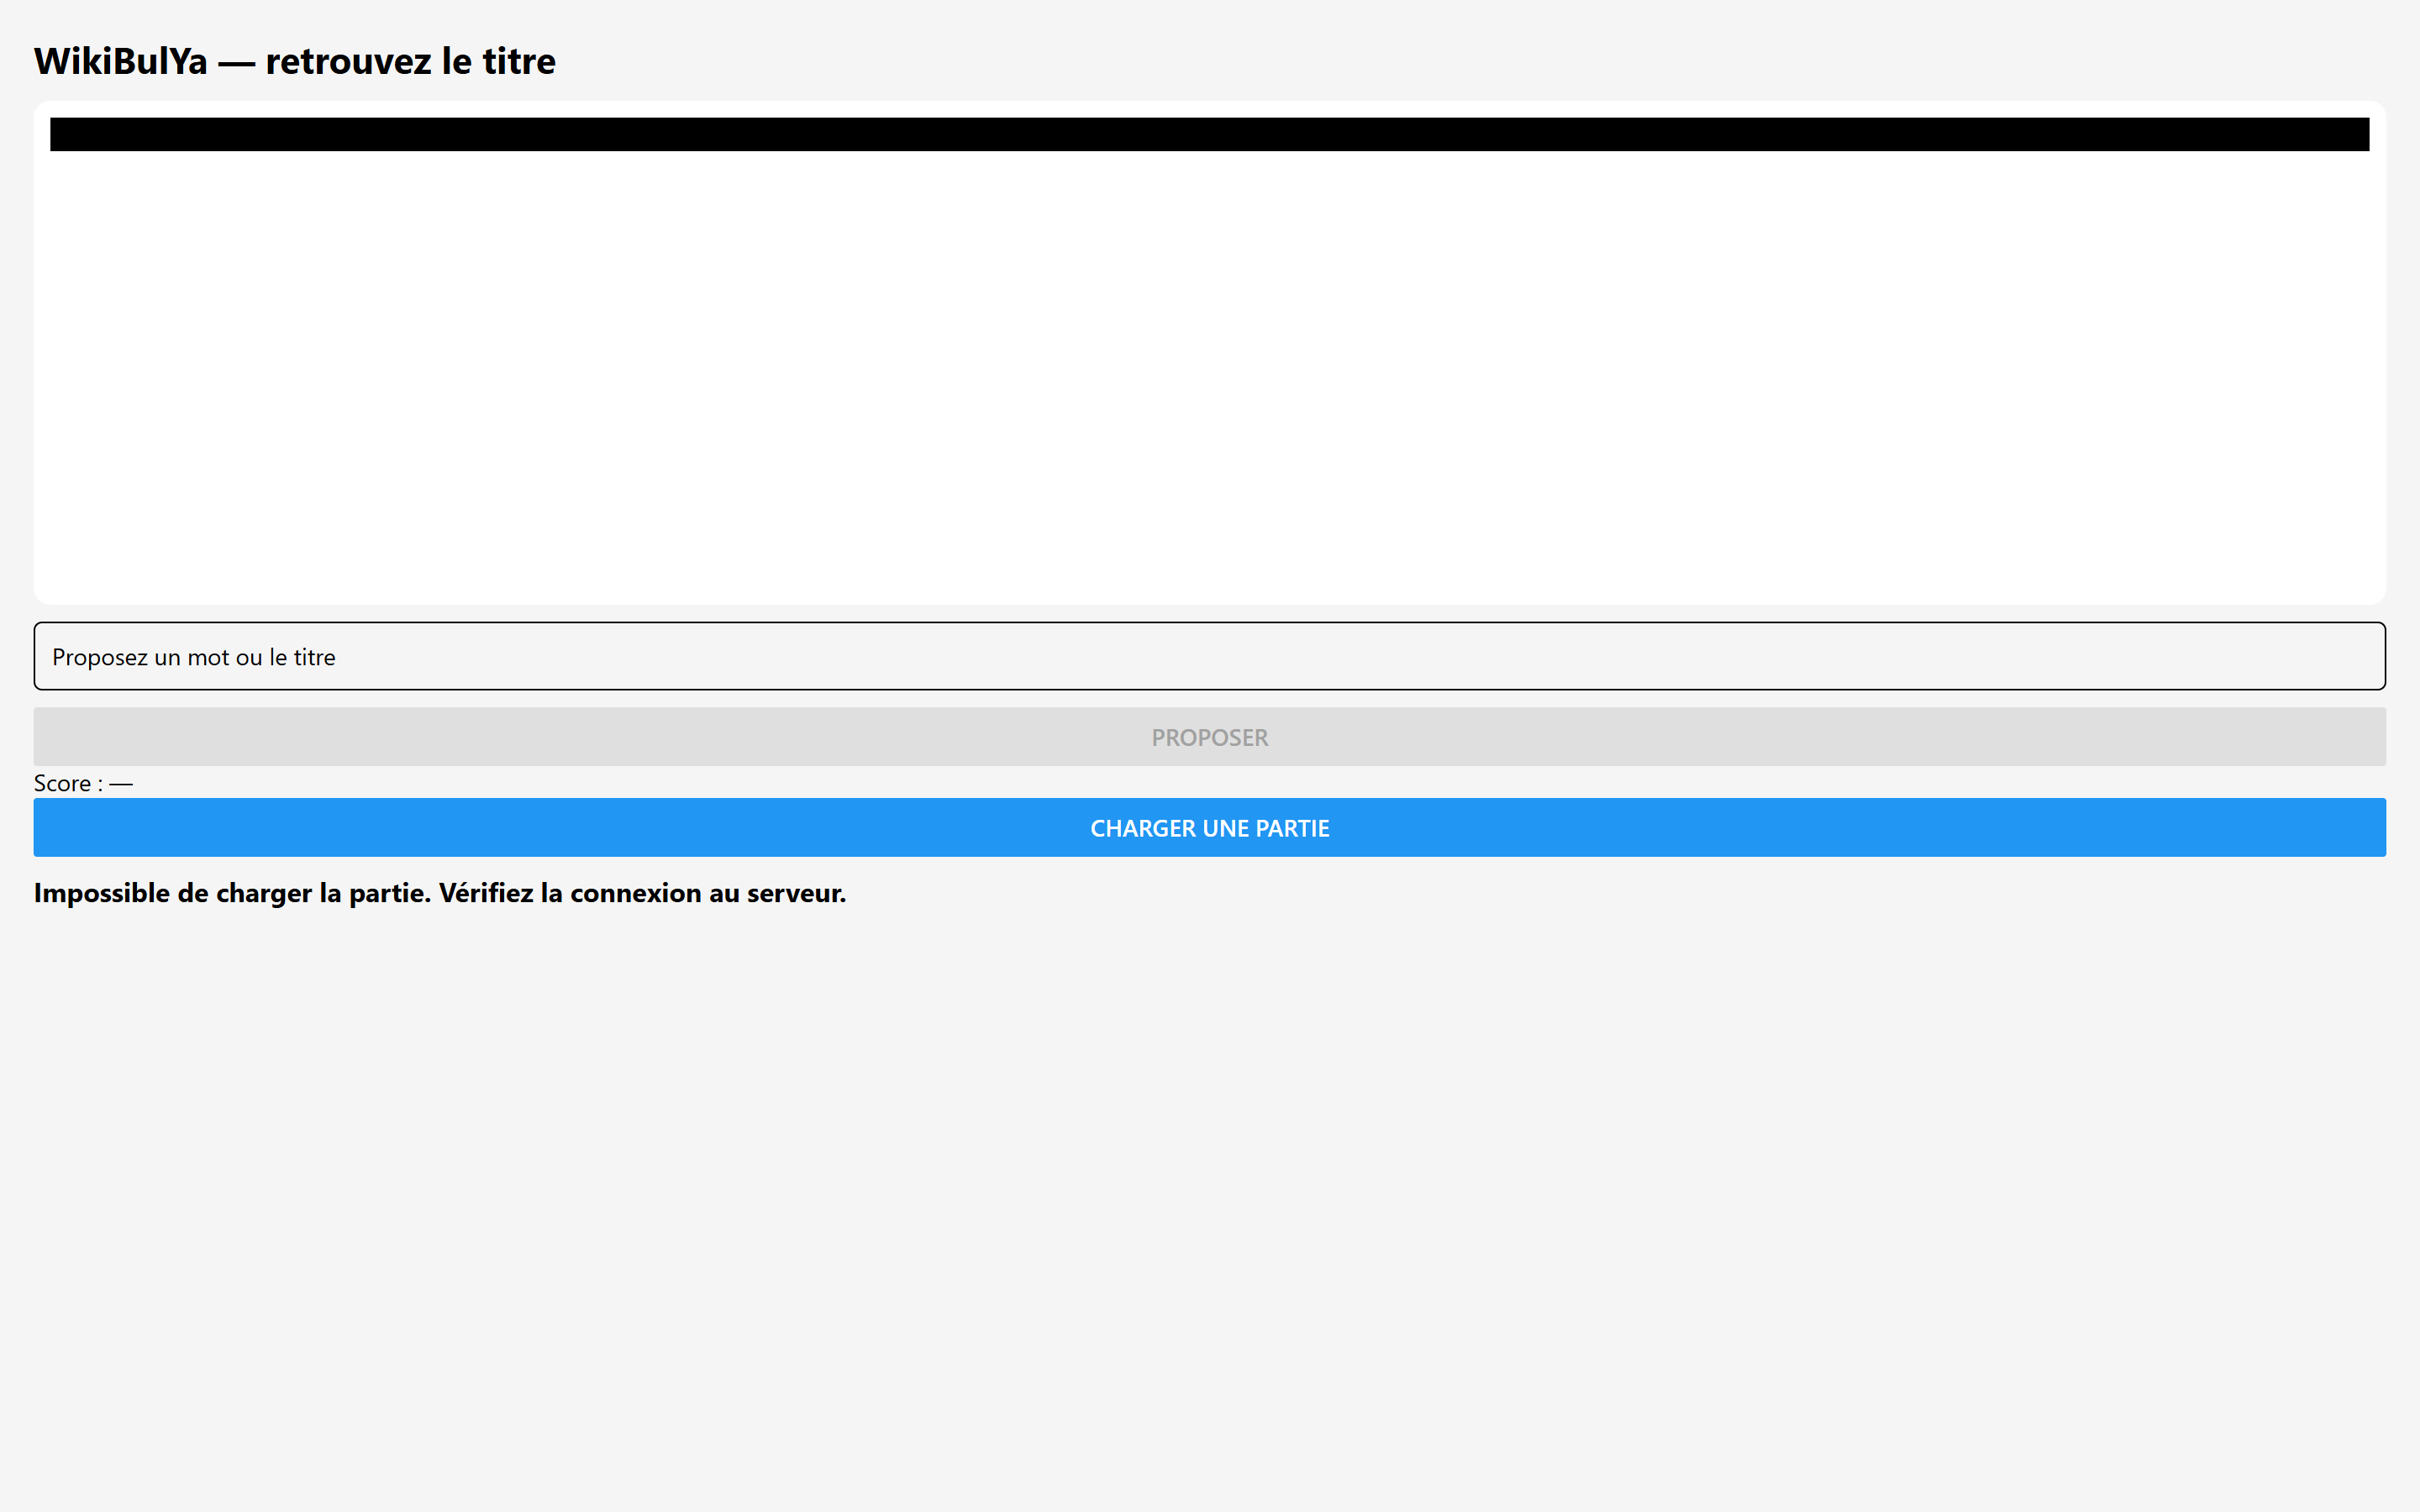 WikiBulYa — retrouvez le titre
Proposez un mot ou le titre
PROPOSER
Score : —
CHARGER UNE PARTIE
Impossible de charger la partie. Vérifiez la connexion au serveur.